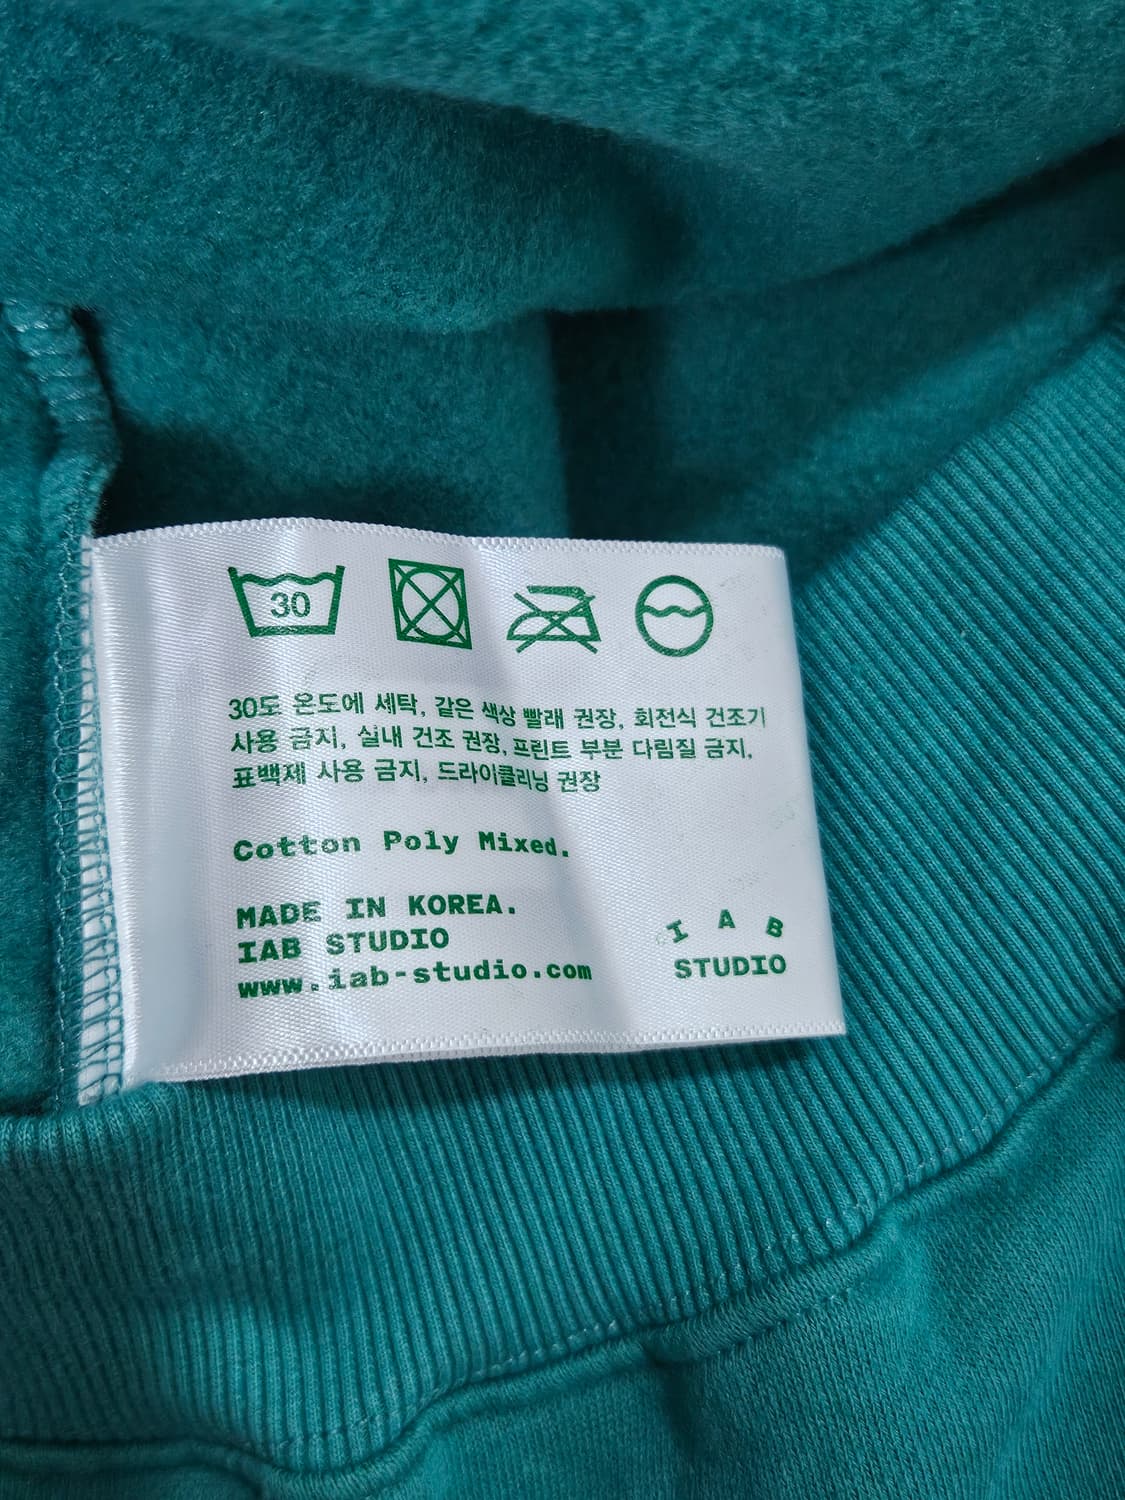 30
30도 온도에 세탁, 같은 색상 빨래 권장, 회전식 건조기
사용 금지, 실내 건조 권장, 프린트 부분 다림질 금지,
표백제 사용 금지, 드라이클리닝 권장
Cotton Poly Mixed.
MADE IN KOREA.
IAB STUDIO
www.iab-studio.com
I A B
STUDIO